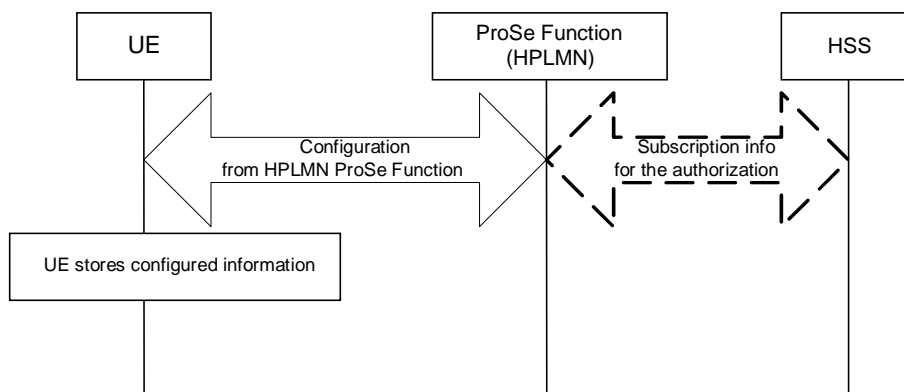 UE
ProSe Function
(HPLMN)
HSS
Configuration
from HPLMN ProSe Function
Subscription info
for the authorization
UE stores configured information